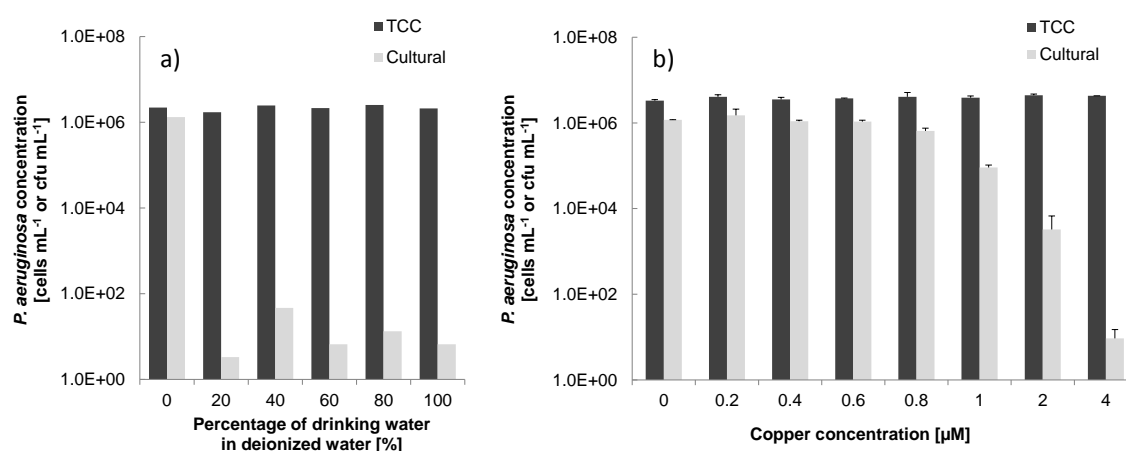 TCC
Cultural
a)
1.0E+08
1.0E+06
1.0E+04
1.0E+02
1.0E+00
P. aeruginosa concentration
[cells mL-1 or cfu mL-1]
0 20 40 60 80 100
Percentage of drinking water
in deionized water [%]
TCC
Cultural
b)
1.0E+08
1.0E+06
1.0E+04
1.0E+02
1.0E+00
P. aeruginosa concentration
[cells mL-1 or cfu mL-1]
0 0.2 0.4 0.6 0.8 1 2 4
Copper concentration [µM]